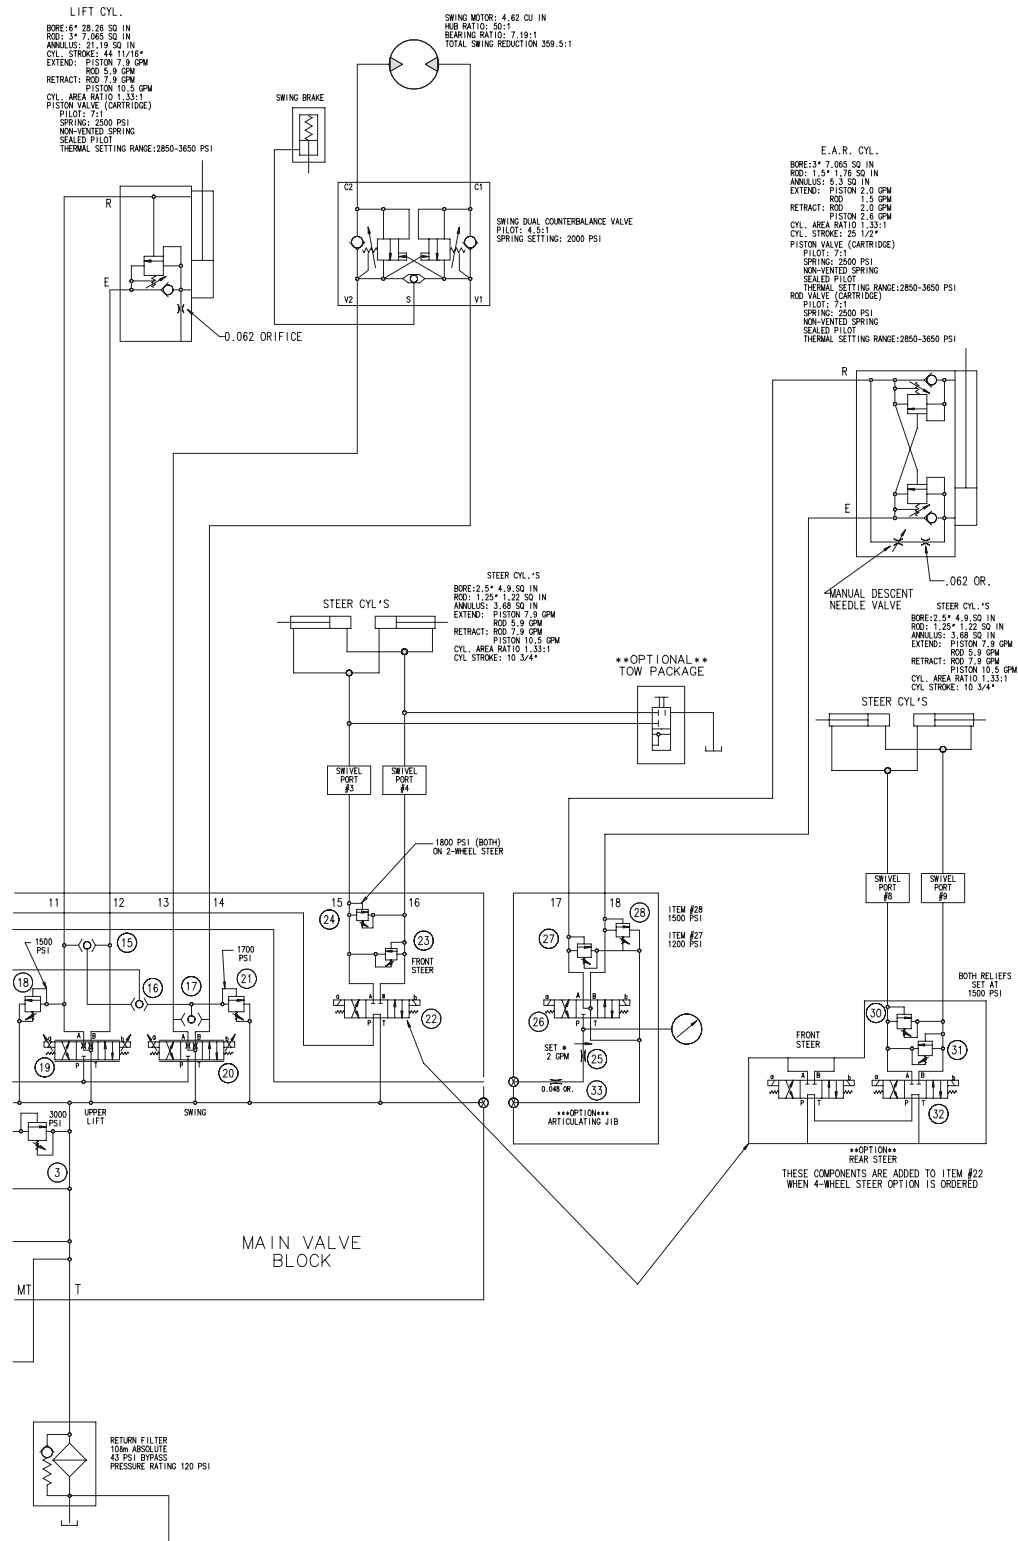 LIFT CYL.
BORE:6" 28.26 SQ IN
ROD: 3" 7.065 SQ IN
ANNULUS: 21.19 SQ IN
CYL. STROKE: 44 11/16"
EXTEND: PISTON 7.9 GPM
ROD 5.9 GPM
RETRACT: ROD 7.9 GPM
PISTON 10.5 GPM
CYL. AREA RATIO 1.33:1
PISTON VALVE (CARTRIDGE)
PILOT: 7:1
SPRING: 2500 PSI
NON-VENTED SPRING
SEALED PILOT
THERMAL SETTING RANGE:2850-3650 PSI
SWING MOTOR: 4.62 CU IN
HUB RATIO: 50:1
BEARING RATIO: 7.19:1
TOTAL SWING REDUCTION 359.5:1
SWING BRAKE
C2
C1
V2
S
V1
SWING DUAL COUNTERBALANCE VALVE
PILOT: 4.5:1
SPRING SETTING: 2000 PSI
R
E
0.062 ORIFICE
E.A.R. CYL.
BORE:3" 7.065 SQ IN
ROD: 1.5" 1.76 SQ IN
ANNULUS: 5.3 SQ IN
EXTEND: PISTON 2.0 GPM
ROD 1.5 GPM
RETRACT: ROD 2.0 GPM
PISTON 2.6 GPM
CYL. AREA RATIO 1.33:1
CYL. STROKE: 25 1/2"
PISTON VALVE (CARTRIDGE)
PILOT: 7:1
SPRING: 2500 PSI
NON-VENTED SPRING
SEALED PILOT
THERMAL SETTING RANGE:2850-3650 PSI
ROD VALVE (CARTRIDGE)
PILOT: 7:1
SPRING: 2500 PSI
NON-VENTED SPRING
SEALED PILOT
THERMAL SETTING RANGE:2850-3650 PSI
R
E
.062 OR.
MANUAL DESCENT
NEEDLE VALVE
STEER CYL.'S
BORE:2.5" 4.9.SQ IN
ROD: 1.25" 1.22 SQ IN
ANNULUS: 3.68 SQ IN
EXTEND: PISTON 7.9 GPM
ROD 5.9 GPM
RETRACT: ROD 7.9 GPM
PISTON 10.5 GPM
CYL. AREA RATIO 1.33:1
CYL STROKE: 10 3/4"
STEER CYL'S
**OPTIONAL**
TOW PACKAGE
STEER CYL.'S
BORE:2.5" 4.9.SQ IN
ROD: 1.25" 1.22 SQ IN
ANNULUS: 3.68 SQ IN
EXTEND: PISTON 7.9 GPM
ROD 5.9 GPM
RETRACT: ROD 7.9 GPM
PISTON 10.5 GPM
CYL. AREA RATIO 1.33:1
CYL STROKE: 10 3/4"
STEER CYL'S
SWIVEL
PORT
#3
SWIVEL
PORT
#4
1800 PSI (BOTH)
ON 2-WHEEL STEER
SWIVEL
PORT
#8
SWIVEL
PORT
#9
11
12
13
14
15
16
17
18
1500
PSI
15
16
17
1700
PSI
18
21
24
23
FRONT
STEER
22
19
20
a A B b
P T
a A B b
P T
a A B b
P T
UPPER
LIFT
SWING
3000
PSI
3
27
28
ITEM #28
1500 PSI
ITEM #27
1200 PSI
a A B b
P T
26
SET @
2 GPM
25
0.048 OR.
33
***OPTION***
ARTICULATING JIB
BOTH RELIEFS
SET AT
1500 PSI
30
31
FRONT
STEER
a A B b
P T
a A B b
P T
32
**OPTION**
REAR STEER
THESE COMPONENTS ARE ADDED TO ITEM #22
WHEN 4-WHEEL STEER OPTION IS ORDERED
MAIN VALVE
BLOCK
MT
T
RETURN FILTER
10&m ABSOLUTE
43 PSI BYPASS
PRESSURE RATING 120 PSI